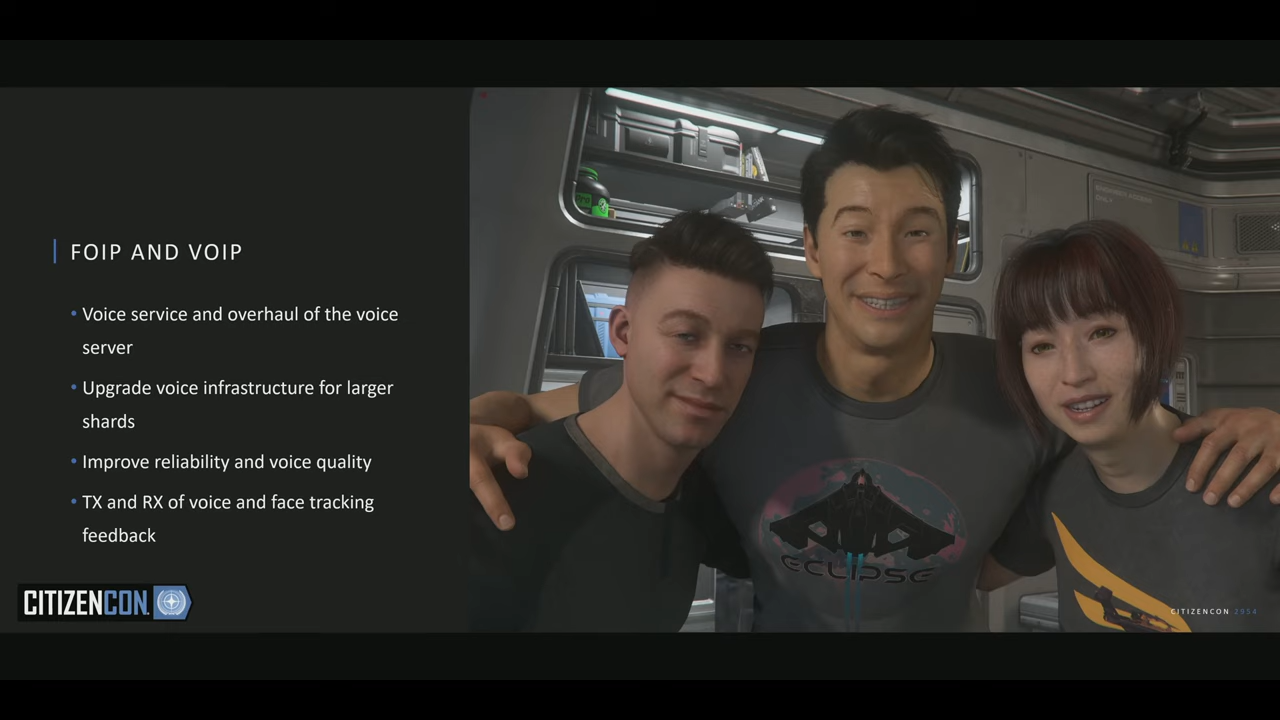 FOIP AND VOIP
• Voice service and overhaul of the voice
server
• Upgrade voice infrastructure for larger
shards
• Improve reliability and voice quality
• TX and RX of voice and face tracking
feedback
ECLIPSE
CITIZENCON
CITIZENCON 2954